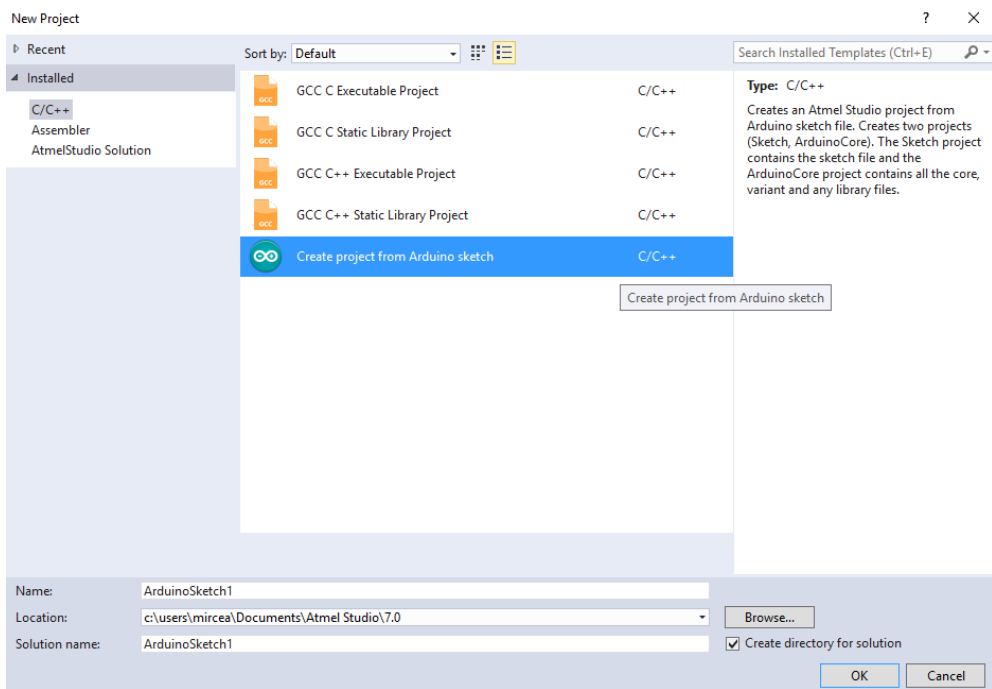 New Project
?
Recent
Installed
C/C++
Assembler
AtmelStudio Solution
Sort by: Default
Search Installed Templates (Ctrl+E)
GCC
GCC C Executable Project C/C++
GCC
GCC C Static Library Project C/C++
GCC
GCC C++ Executable Project C/C++
GCC
GCC C++ Static Library Project C/C++
Create project from Arduino sketch C/C++
Create project from Arduino sketch
Type: C/C++
Creates an Atmel Studio project from
Arduino sketch file. Creates two projects
(Sketch, ArduinoCore). The Sketch project
contains the sketch file and the
ArduinoCore project contains all the core,
variant and any library files.
Name: ArduinoSketch1
Location: c:\users\mircea\Documents\Atmel Studio\7.0
Browse...
Solution name: ArduinoSketch1
Create directory for solution
OK
Cancel